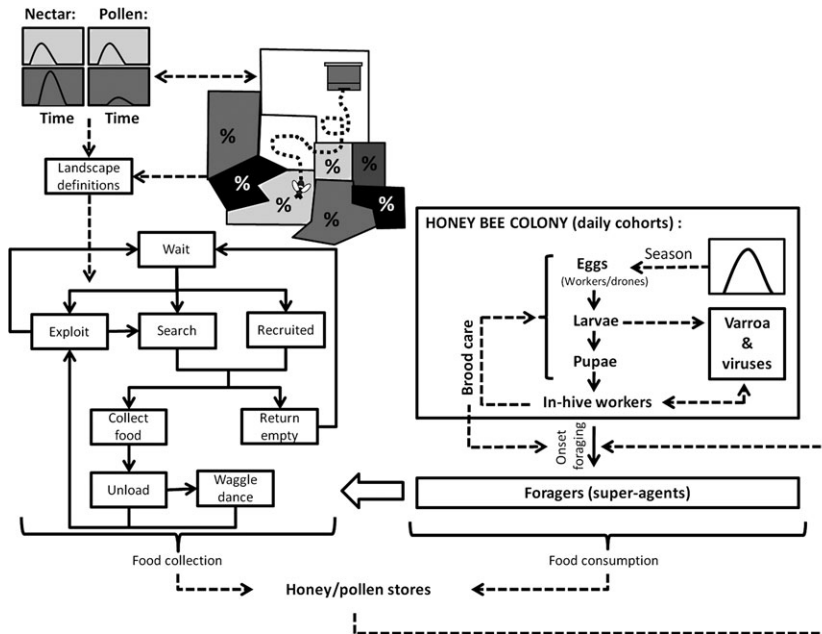 Nectar: Pollen:
Time Time
%
%
%
%
%
%
%
Landscape
definitions
Wait
Exploit
Search
Recruited
Collect
food
Return
empty
Unload
Waggle
dance
Food collection
HONEY BEE COLONY (daily cohorts) :
Eggs
(Workers/drones)
Season
Larvae
Pupae
In-hive workers
Varroa
&
viruses
Brood care
Onset
foraging
Foragers (super-agents)
Food consumption
Honey/pollen stores